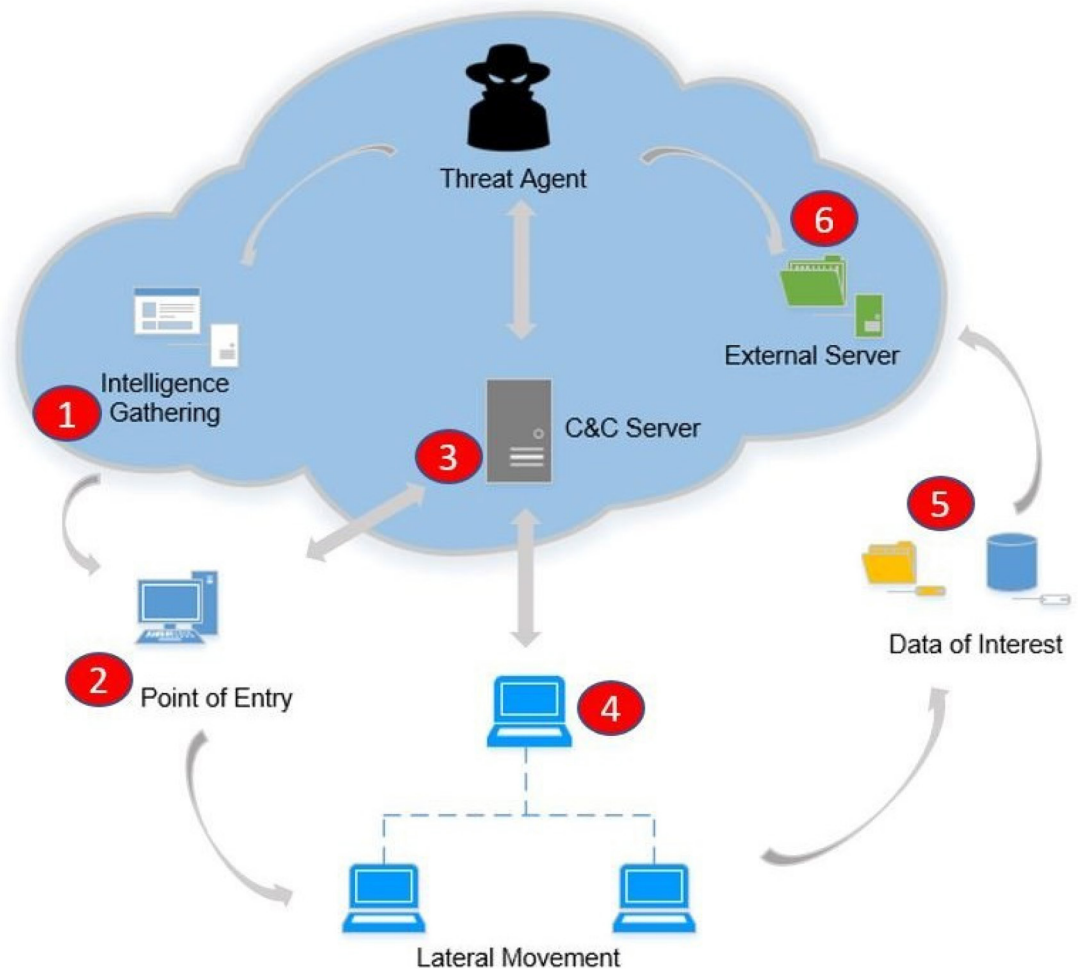 Threat Agent
6
External Server
Intelligence
Gathering
1
C&C Server
3
5
Data of Interest
2
Point of Entry
4
Lateral Movement